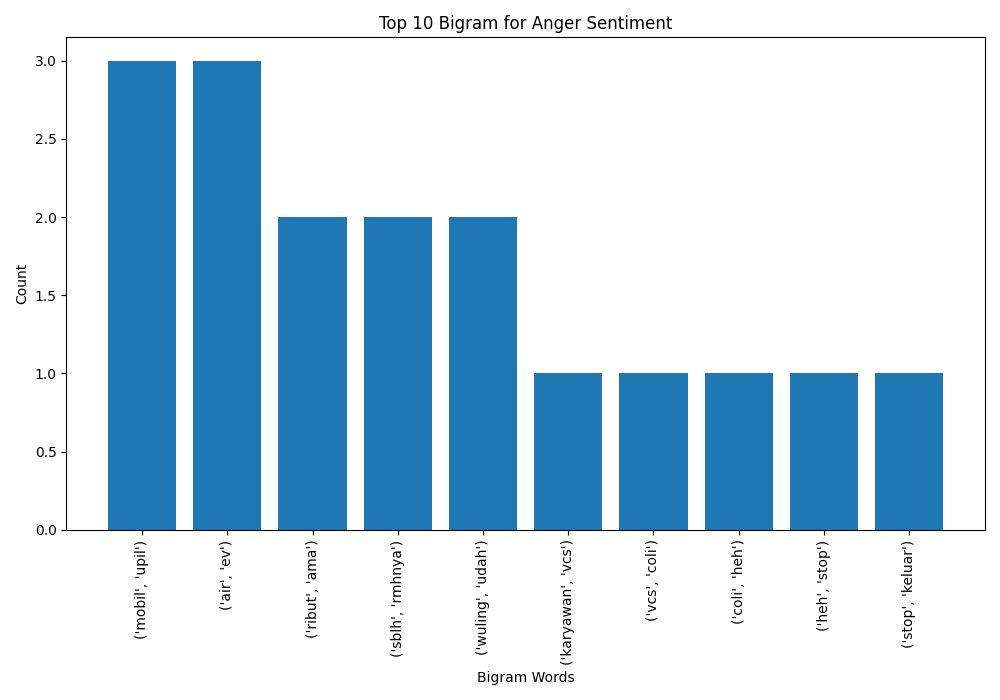 Top 10 Bigram for Anger Sentiment
Count
3.0
2.5
2.0
1.5
1.0
0.5
0.0
('mobil', 'upil')
('air', 'ev')
('ribut', 'ama')
('sblh', 'rmhnya')
('wuling', 'udah')
('karyawan', 'vcs')
('vcs', 'coli')
('coli', 'heh')
('heh', 'stop')
('stop', 'keluar')
Bigram Words